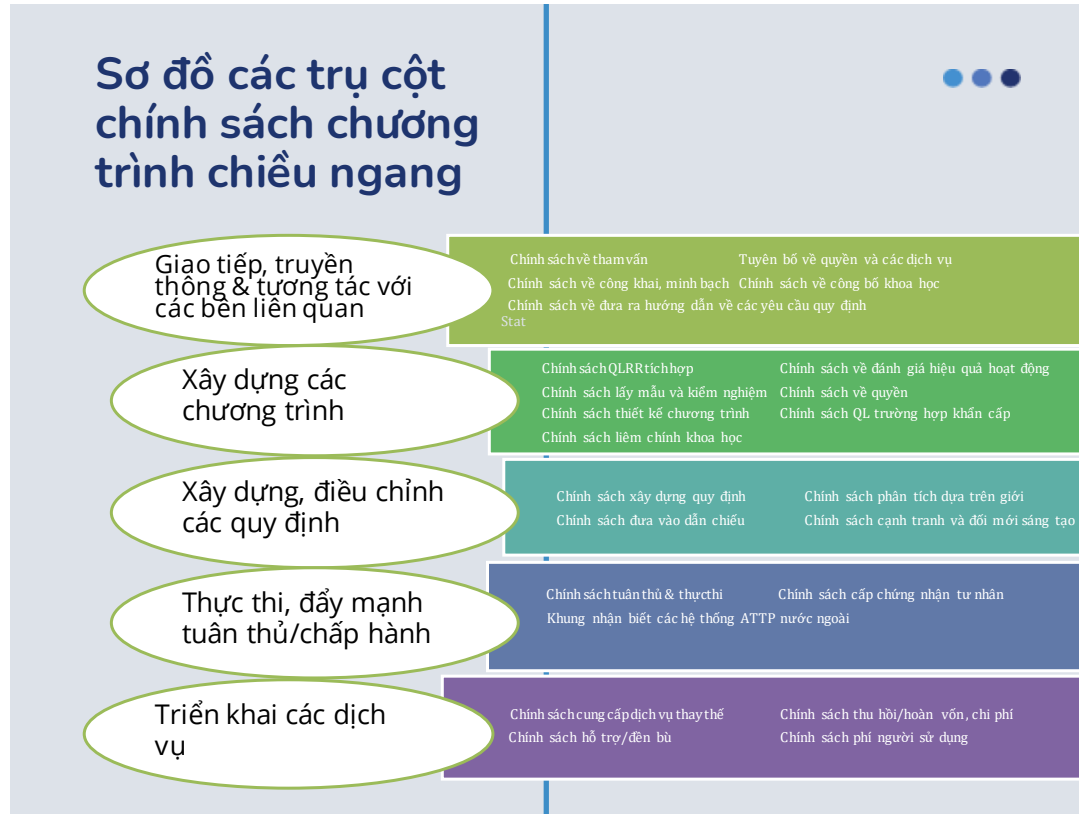 Sơ đồ các trụ cột
chính sách chương
trình chiều ngang
Giao tiếp, truyền
thông & tương tác với
các bên liên quan
Chính sách về tham vấn
Tuyên bố về quyền và các dịch vụ
Chính sách về công khai, minh bạch
Chính sách về công bố khoa học
Chính sách về đưa ra hướng dẫn về các yêu cầu quy định
Stat
Xây dựng các
chương trình
Chính sách QLRR tích hợp
Chính sách về đánh giá hiệu quả hoạt động
Chính sách lấy mẫu và kiểm nghiệm
Chính sách về quyền
Chính sách thiết kế chương trình
Chính sách QL trường hợp khẩn cấp
Chính sách liêm chính khoa học
Xây dựng, điều chỉnh
các quy định
Chính sách xây dựng quy định
Chính sách phân tích dựa trên giới
Chính sách đưa vào dẫn chiếu
Chính sách cạnh tranh và đổi mới sáng tạo
Thực thi, đẩy mạnh
tuân thủ/chấp hành
Chính sách tuân thủ & thực thi
Chính sách cấp chứng nhận tư nhân
Khung nhận biết các hệ thống ATTP nước ngoài
Triển khai các dịch
vụ
Chính sách cung cấp dịch vụ thay thế
Chính sách thu hồi/hoàn vốn, chi phí
Chính sách hỗ trợ/đền bù
Chính sách phí người sử dụng